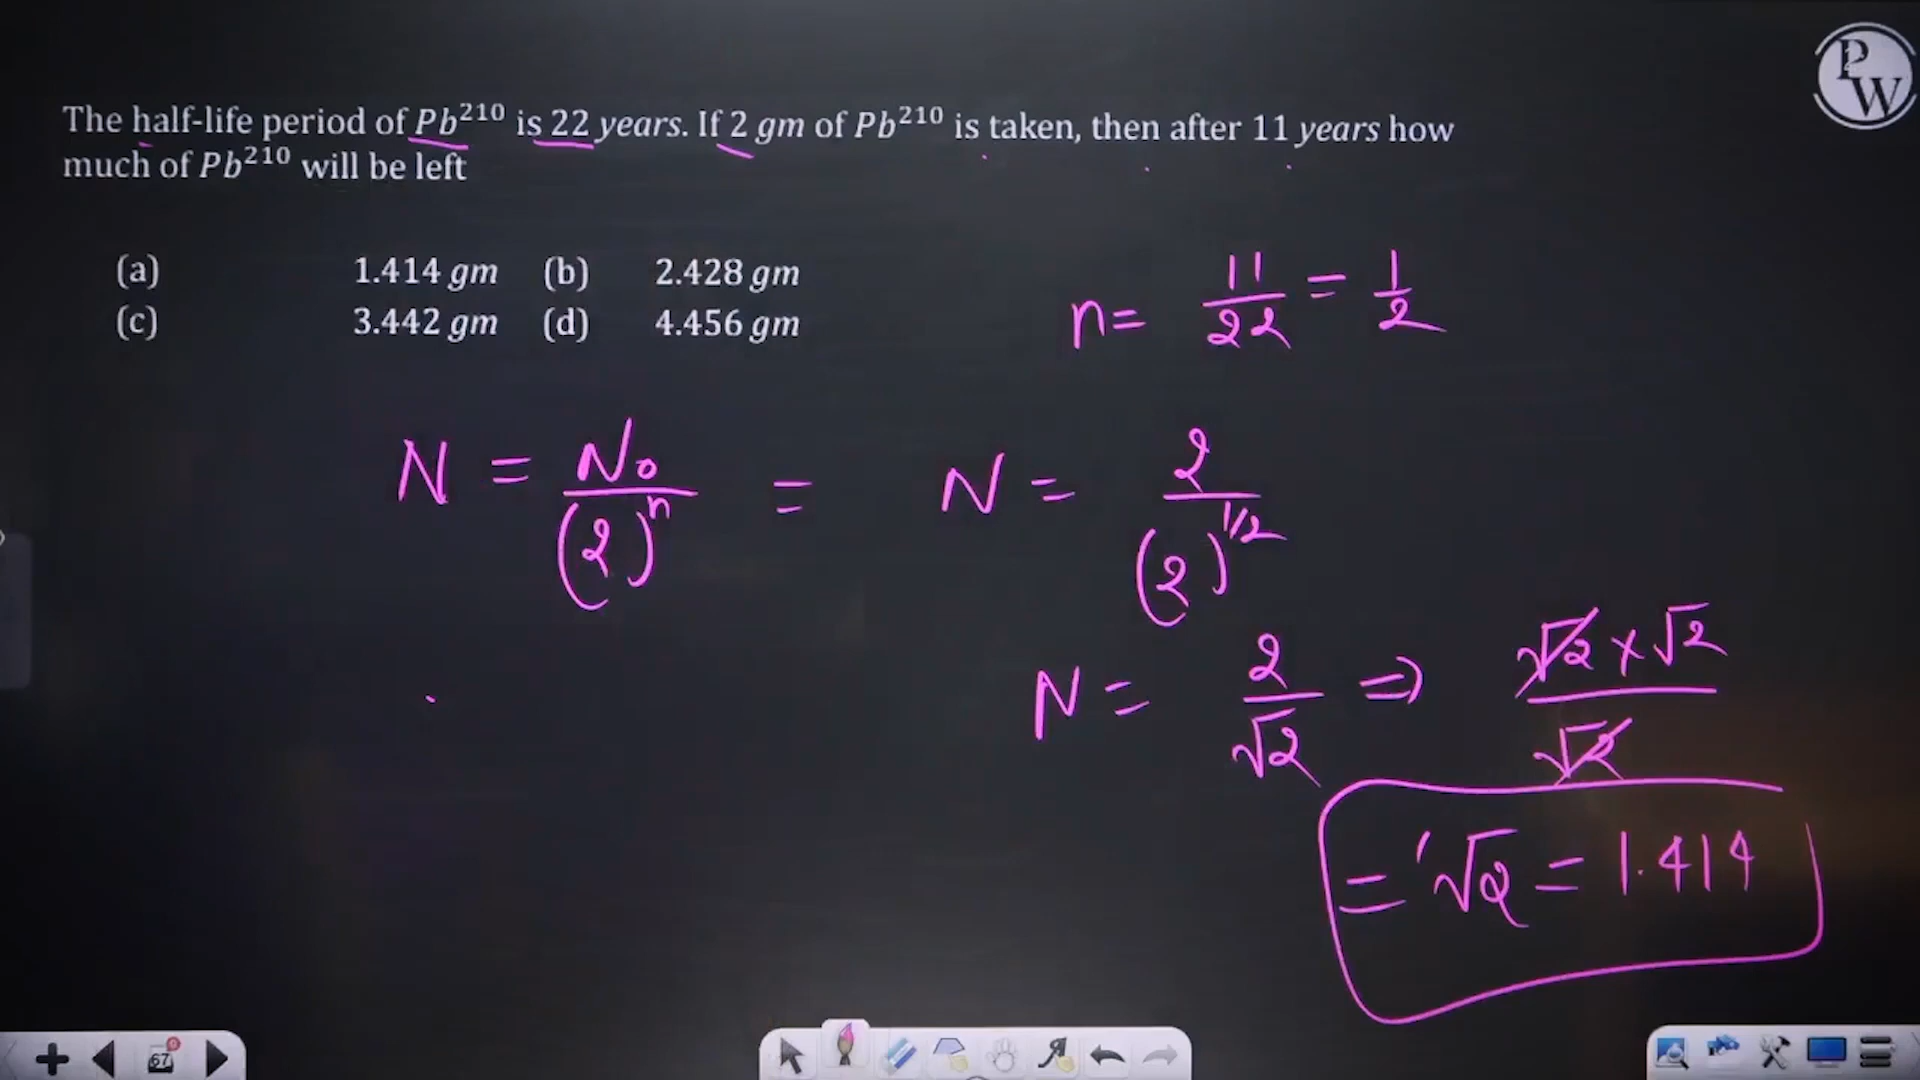 PW
The half-life period of Pb²¹⁰ is 22 years. If 2 gm of Pb²¹⁰ is taken, then after 11 years how
much of Pb²¹⁰ will be left
(a) 1.414 gm (b) 2.428 gm
(c) 3.442 gm (d) 4.456 gm
n = 11/22 = 1/2
N = N₀/(2)ⁿ = N = 2/(2)^1/2
N = 2/√2 ⇒ √2 × √2/√2
= √2 = 1.414
67